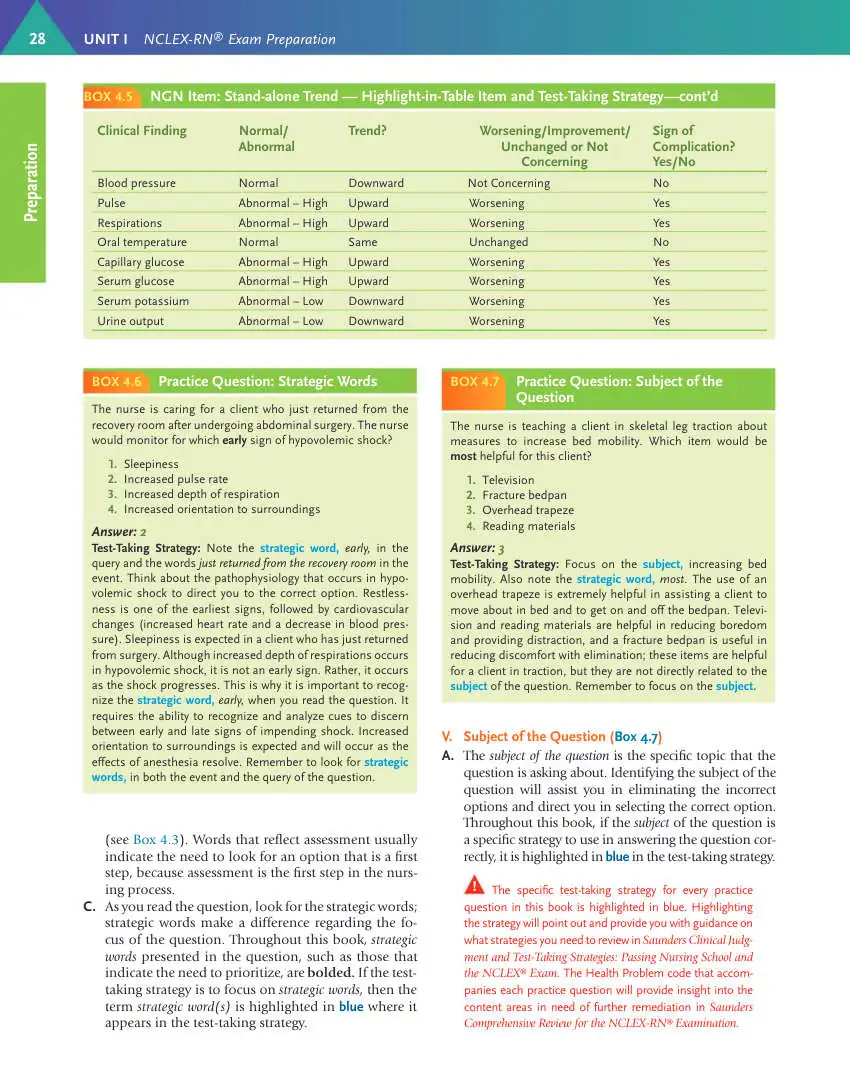 28 UNIT I NCLEX-RN® Exam Preparation
Preparation
BOX 4.5 NGN Item: Stand-alone Trend — Highlight-in-Table Item and Test-Taking Strategy—cont’d
Clinical Finding Normal/ Trend? Worsening/Improvement/ Sign of
Abnormal Unchanged or Not Complication?
Concerning Yes/No
Blood pressure Normal Downward Not Concerning No
Pulse Abnormal – High Upward Worsening Yes
Respirations Abnormal – High Upward Worsening Yes
Oral temperature Normal Same Unchanged No
Capillary glucose Abnormal – High Upward Worsening Yes
Serum glucose Abnormal – High Upward Worsening Yes
Serum potassium Abnormal – Low Downward Worsening Yes
Urine output Abnormal – Low Downward Worsening Yes
BOX 4.6 Practice Question: Strategic Words
The nurse is caring for a client who just returned from the
recovery room after undergoing abdominal surgery. The nurse
would monitor for which early sign of hypovolemic shock?
1. Sleepiness
2. Increased pulse rate
3. Increased depth of respiration
4. Increased orientation to surroundings
Answer: 2
Test-Taking Strategy: Note the strategic word, early, in the
query and the words just returned from the recovery room in the
event. Think about the pathophysiology that occurs in hypo-
volemic shock to direct you to the correct option. Restless-
ness is one of the earliest signs, followed by cardiovascular
changes (increased heart rate and a decrease in blood pres-
sure). Sleepiness is expected in a client who has just returned
from surgery. Although increased depth of respirations occurs
in hypovolemic shock, it is not an early sign. Rather, it occurs
as the shock progresses. This is why it is important to recog-
nize the strategic word, early, when you read the question. It
requires the ability to recognize and analyze cues to discern
between early and late signs of impending shock. Increased
orientation to surroundings is expected and will occur as the
effects of anesthesia resolve. Remember to look for strategic
words, in both the event and the query of the question.
(see Box 4.3). Words that reflect assessment usually
indicate the need to look for an option that is a first
step, because assessment is the first step in the nurs-
ing process.
C. As you read the question, look for the strategic words;
strategic words make a difference regarding the fo-
cus of the question. Throughout this book, strategic
words presented in the question, such as those that
indicate the need to prioritize, are bolded. If the test-
taking strategy is to focus on strategic words, then the
term strategic word(s) is highlighted in blue where it
appears in the test-taking strategy.
BOX 4.7 Practice Question: Subject of the
Question
The nurse is teaching a client in skeletal leg traction about
measures to increase bed mobility. Which item would be
most helpful for this client?
1. Television
2. Fracture bedpan
3. Overhead trapeze
4. Reading materials
Answer: 3
Test-Taking Strategy: Focus on the subject, increasing bed
mobility. Also note the strategic word, most. The use of an
overhead trapeze is extremely helpful in assisting a client to
move about in bed and to get on and off the bedpan. Televi-
sion and reading materials are helpful in reducing boredom
and providing distraction, and a fracture bedpan is useful in
reducing discomfort with elimination; these items are helpful
for a client in traction, but they are not directly related to the
subject of the question. Remember to focus on the subject.
V. Subject of the Question (Box 4.7)
A. The subject of the question is the specific topic that the
question is asking about. Identifying the subject of the
question will assist you in eliminating the incorrect
options and direct you in selecting the correct option.
Throughout this book, if the subject of the question is
a specific strategy to use in answering the question cor-
rectly, it is highlighted in blue in the test-taking strategy.
The specific test-taking strategy for every practice
question in this book is highlighted in blue. Highlighting
the strategy will point out and provide you with guidance on
what strategies you need to review in Saunders Clinical Judg-
ment and Test-Taking Strategies: Passing Nursing School and
the NCLEX® Exam. The Health Problem code that accom-
panies each practice question will provide insight into the
content areas in need of further remediation in Saunders
Comprehensive Review for the NCLEX-RN® Examination.